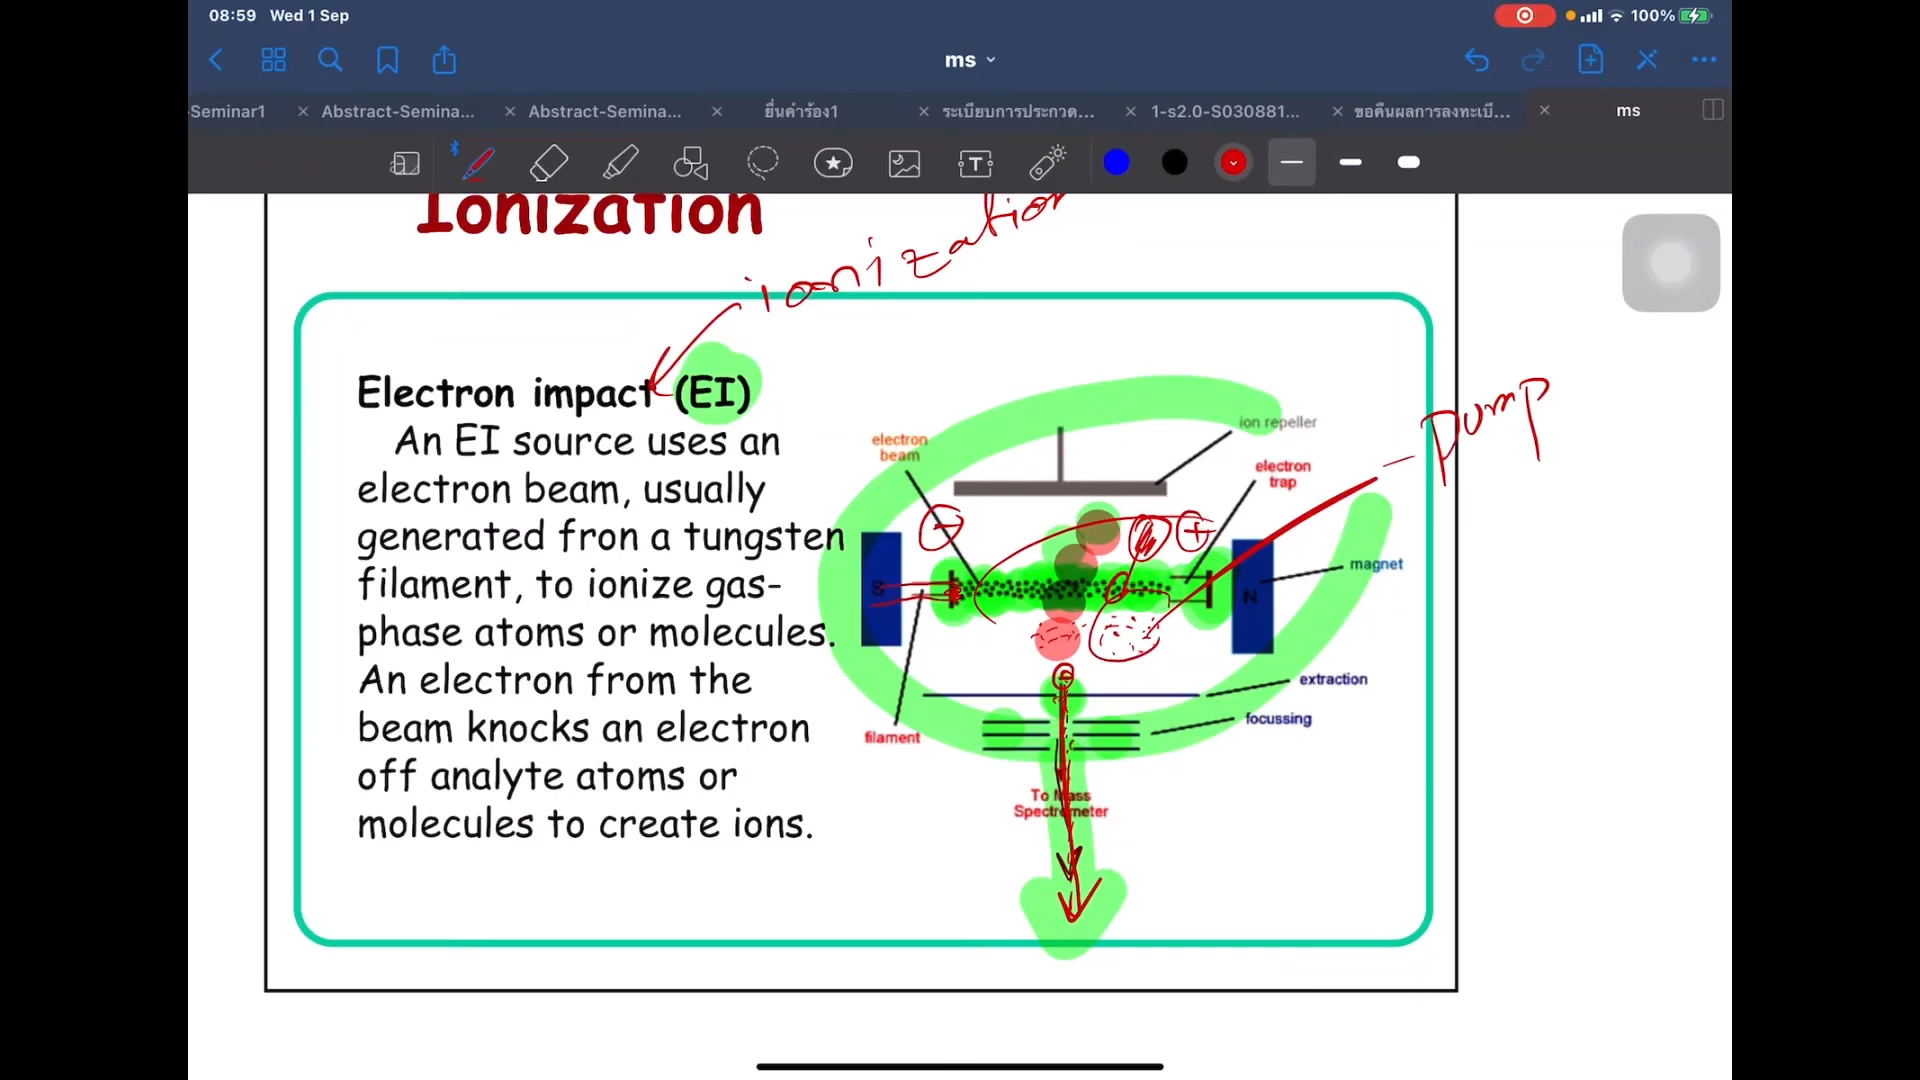 08:59 Wed 1 Sep
100%
ms
Seminar1
Abstract-Semina...
Abstract-Semina...
ยื่นคำร้อง1
ระเบียบการประกวด...
1-s2.0-S030881...
ขอคืนผลการลงทะเบี...
ms
Ionization
ionization
Electron impact (EI)
An EI source uses an
electron beam, usually
generated fron a tungsten
filament, to ionize gas-
phase atoms or molecules.
An electron from the
beam knocks an electron
off analyte atoms or
molecules to create ions.
ion repeller
pump
electron
beam
electron
trap
- +
magnet
S
N
extraction
focussing
filament
To Mass
Spectrometer